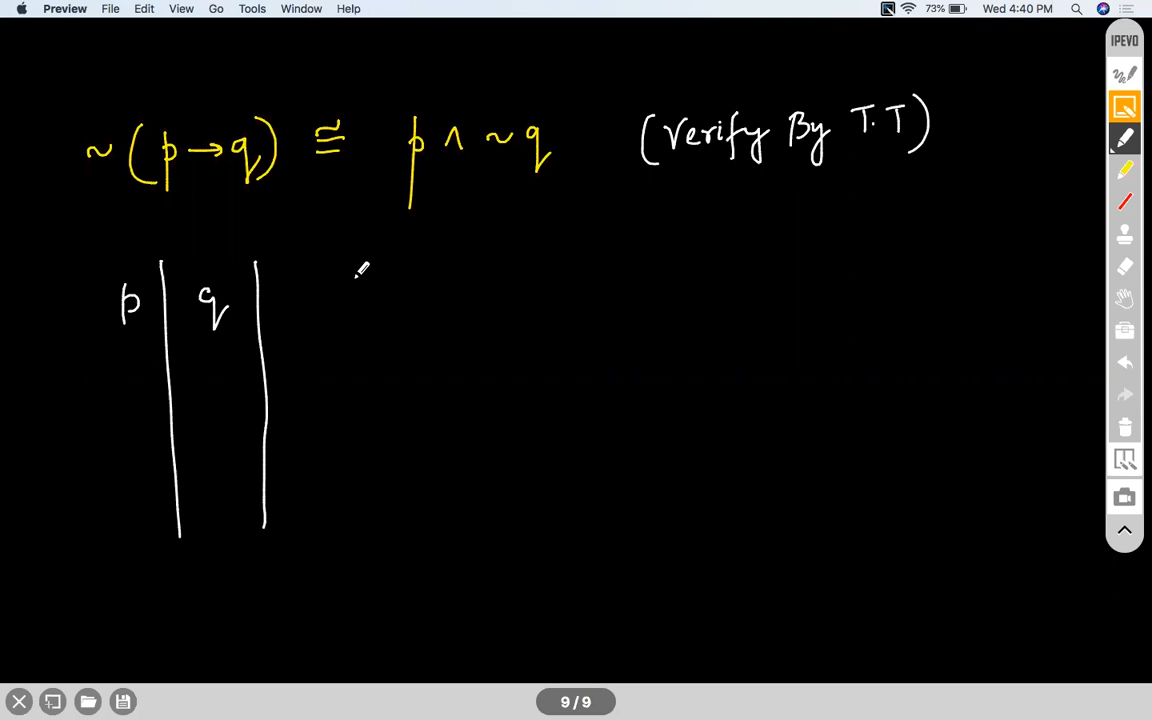 Preview File Edit View Go Tools Window Help 73% Wed 4:40 PM
IPEVO
~(p→q) ≅ p ∧ ~q (Verify By T.T)
p q
9 / 9